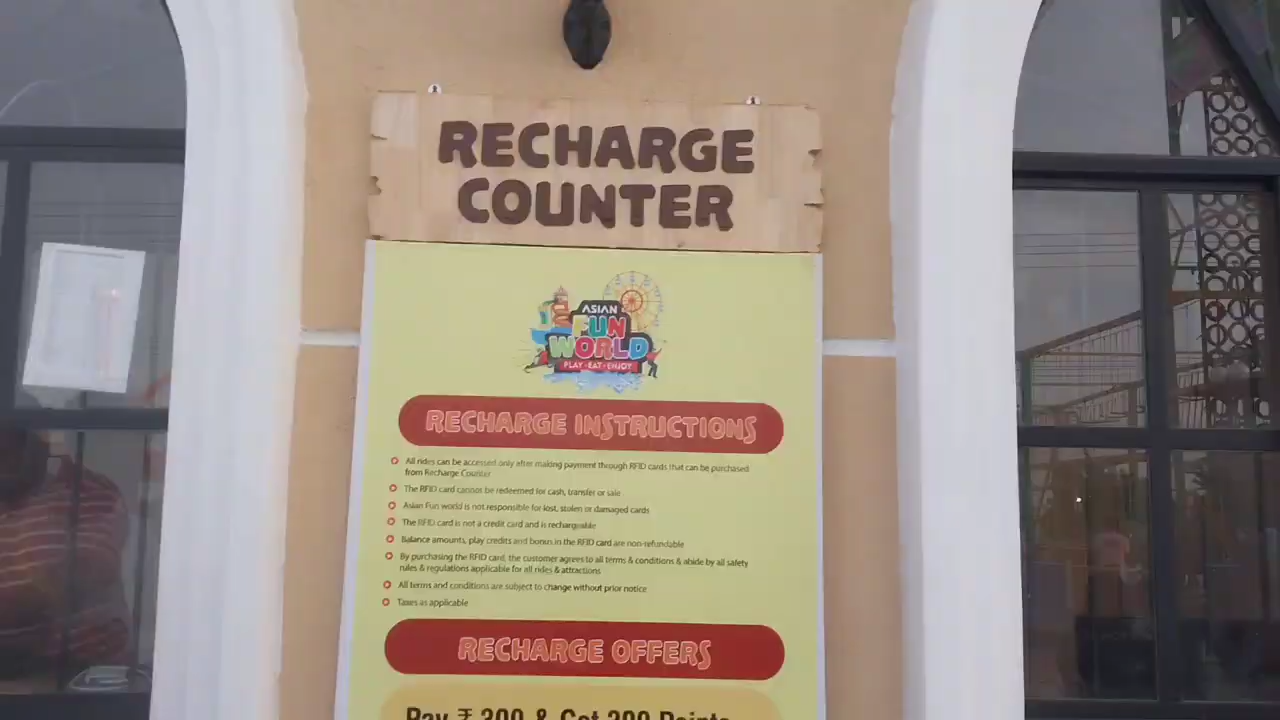 RECHARGE
COUNTER
ASIAN
FUN
WORLD
PLAY - EAT - ENJOY
RECHARGE INSTRUCTIONS
All rides can be accessed only after making payment through RFID cards that can be purchased
from Recharge Counter
The RFID card cannot be redeemed for cash, transfer or sale
Asian Fun world is not responsible for lost, stolen or damaged cards
The RFID card is not a credit card and is rechargeable
Balance amounts, play credits and bonus in the RFID card are non-refundable
By purchasing the RFID card, the customer agrees to all terms & conditions & abide by all safety
rules & regulations applicable for all rides & attractions
All terms and conditions are subject to change without prior notice
Taxes as applicable
RECHARGE OFFERS
Pay ₹ 300 & Get 300 Points